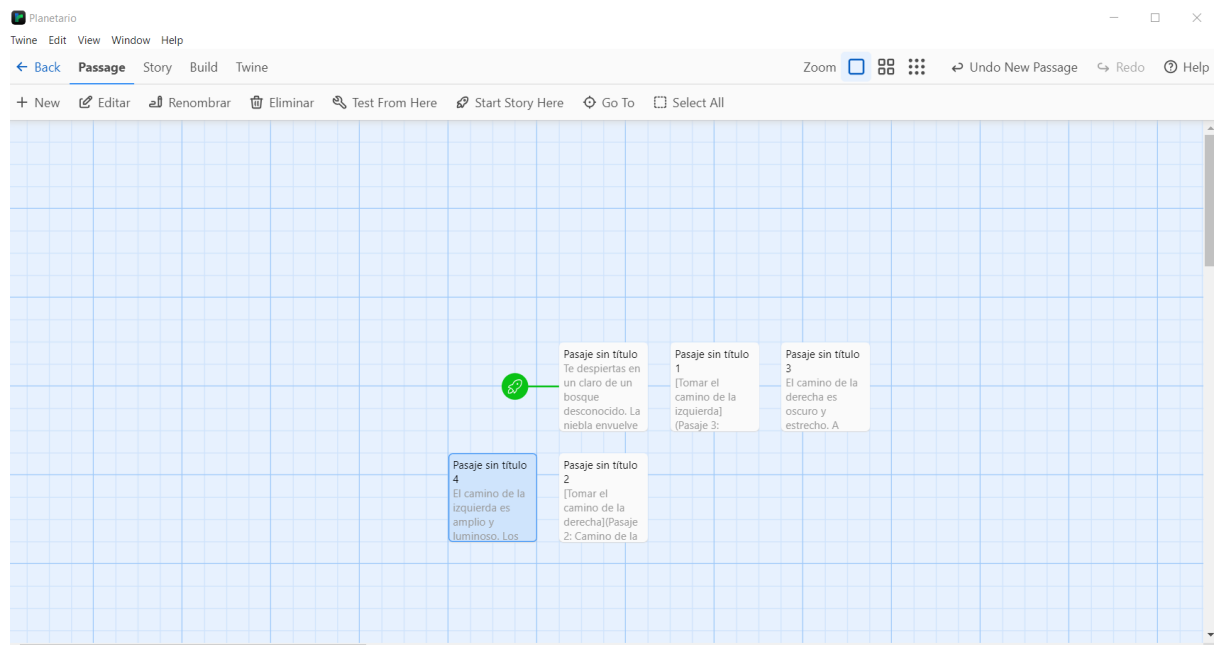 Planetario
Twine Edit View Window Help
Back Passage Story Build Twine Zoom Undo New Passage Redo Help
New Editar Renombrar Eliminar Test From Here Start Story Here Go To Select All
Pasaje sin título
Te despiertas en
un claro de un
bosque
desconocido. La
niebla envuelve
Pasaje sin título
1
[Tomar el
camino de la
izquierda]
(Pasaje 3:
Pasaje sin título
3
El camino de la
derecha es
oscuro y
estrecho. A
Pasaje sin título
4
El camino de la
izquierda es
amplio y
luminoso. Los
Pasaje sin título
2
[Tomar el
camino de la
derecha](Pasaje
2: Camino de la